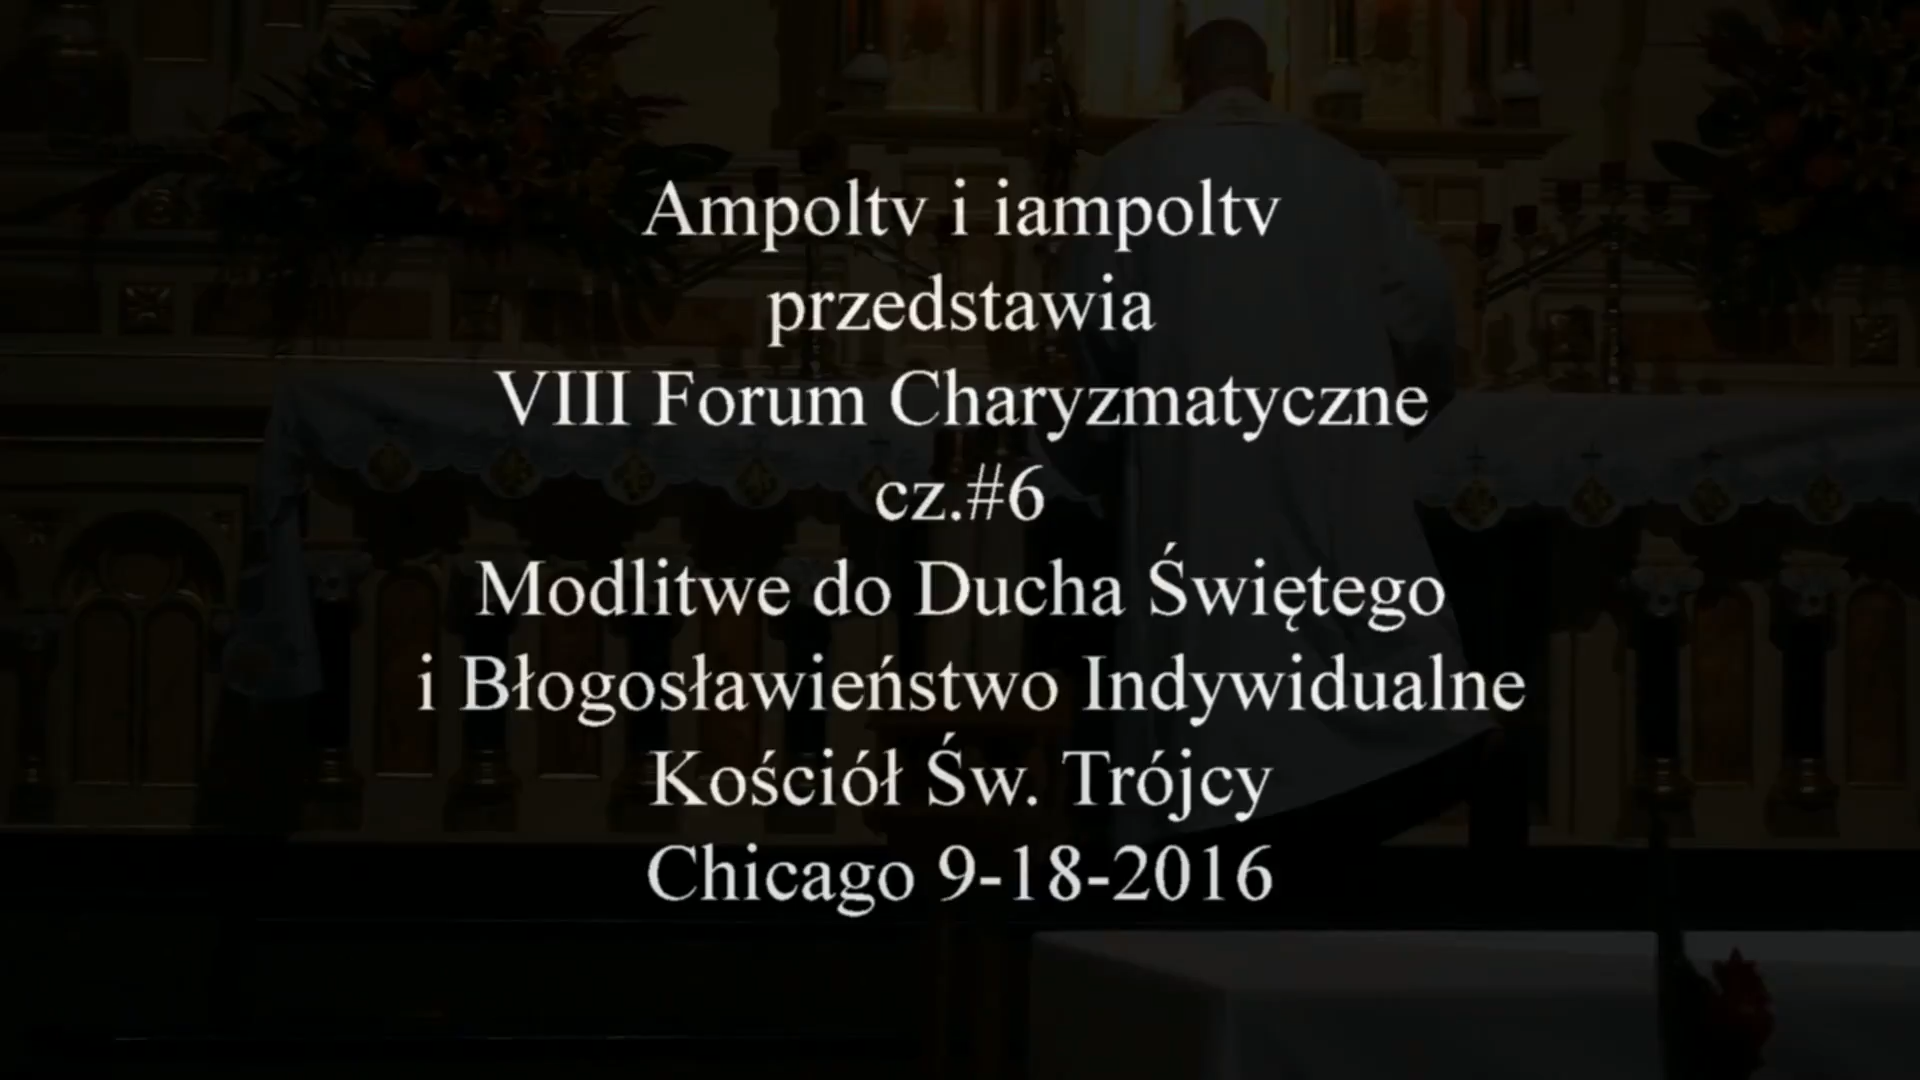 Ampoltv i iampoltv
przedstawia
VIII Forum Charyzmatyczne
cz.#6
Modlitwe do Ducha Świętego
i Błogosławieństwo Indywidualne
Kościół Św. Trójcy
Chicago 9-18-2016